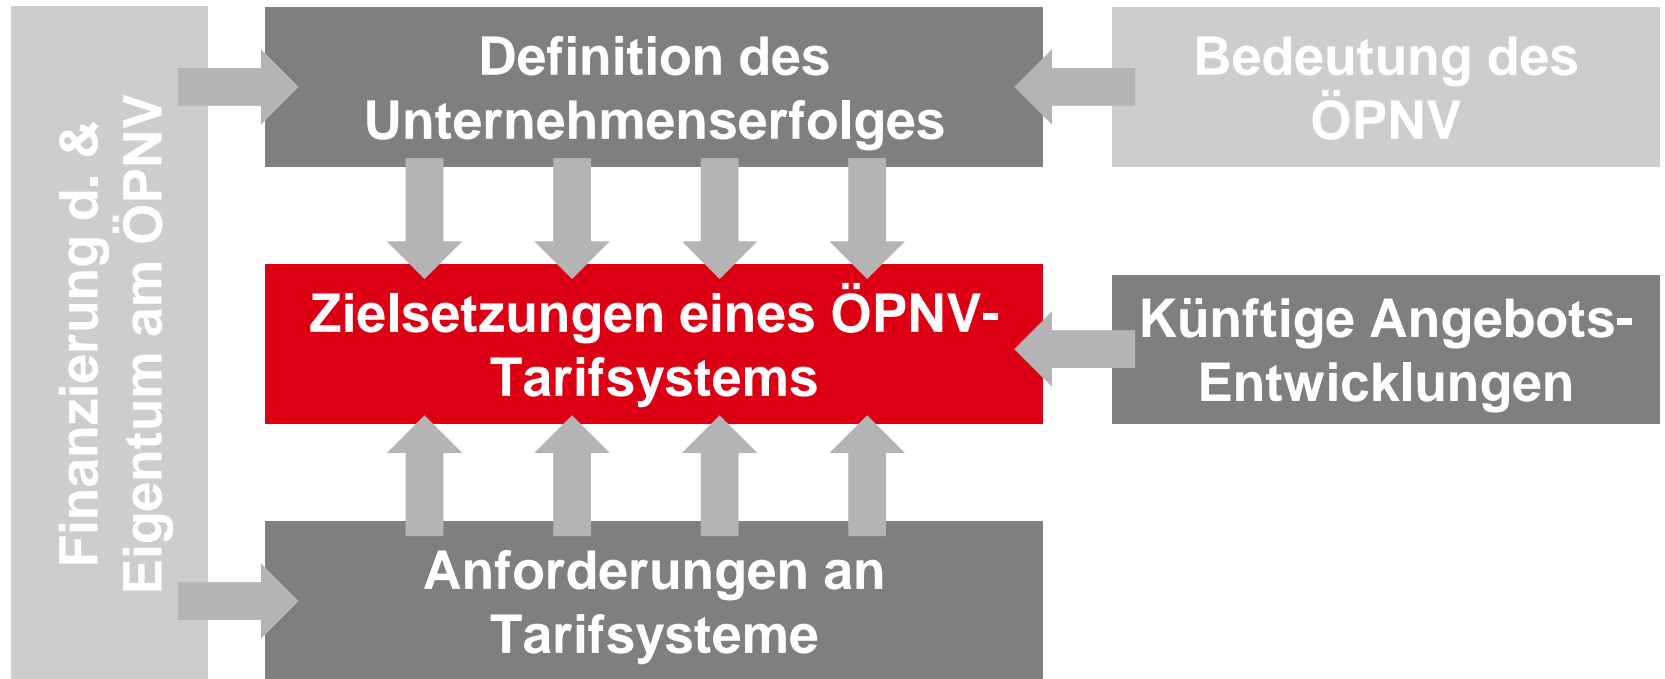 Finanzierung d. &
Eigentum am ÖPNV
Definition des
Unternehmenserfolges
Bedeutung des
ÖPNV
Zielsetzungen eines ÖPNV-
Tarifsystems
Künftige Angebots-
Entwicklungen
Anforderungen an
Tarifsysteme